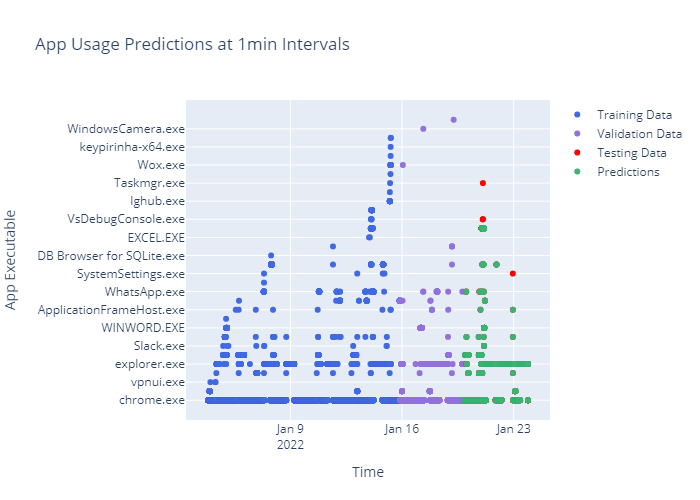 App Usage Predictions at 1min Intervals
Training Data
Validation Data
Testing Data
Predictions
App Executable
WindowsCamera.exe
keypirinha-x64.exe
Wox.exe
Taskmgr.exe
lghub.exe
VsDebugConsole.exe
EXCEL.EXE
DB Browser for SQLite.exe
SystemSettings.exe
WhatsApp.exe
ApplicationFrameHost.exe
WINWORD.EXE
Slack.exe
explorer.exe
vpnui.exe
chrome.exe
Jan 9
2022
Jan 16
Jan 23
Time